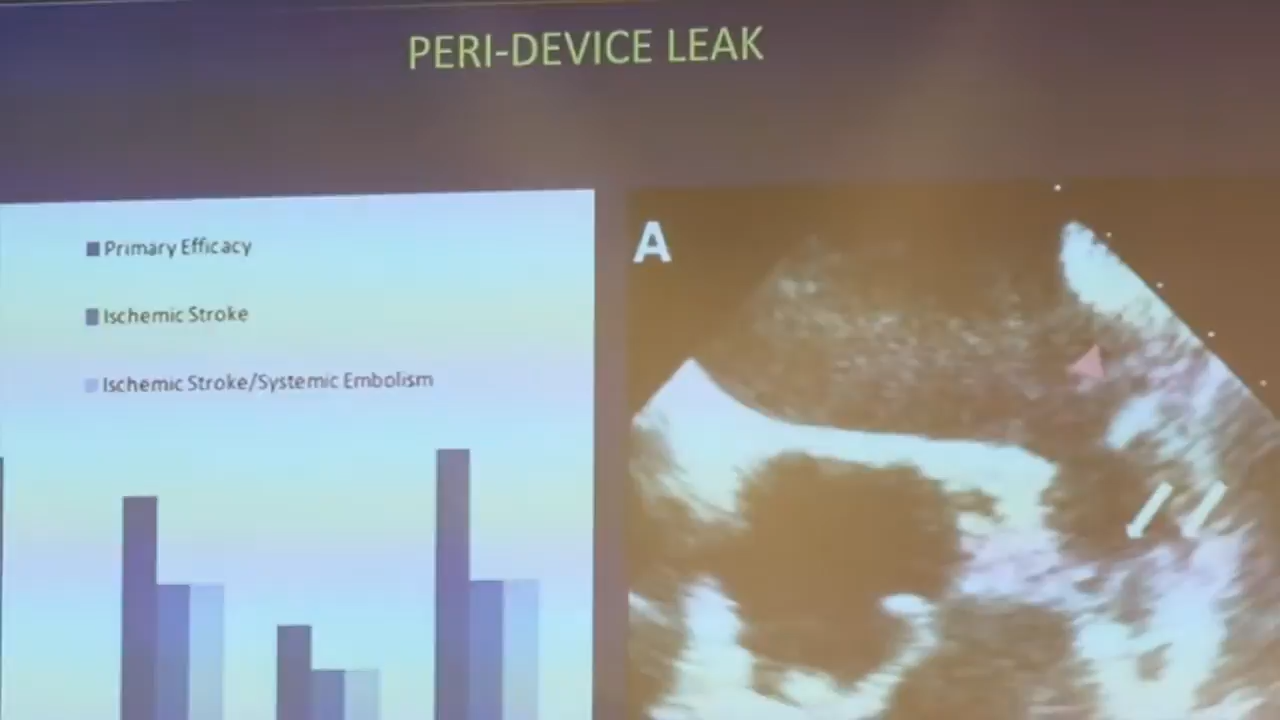 PERI-DEVICE LEAK
Primary Efficacy
Ischemic Stroke
Ischemic Stroke/Systemic Embolism
A